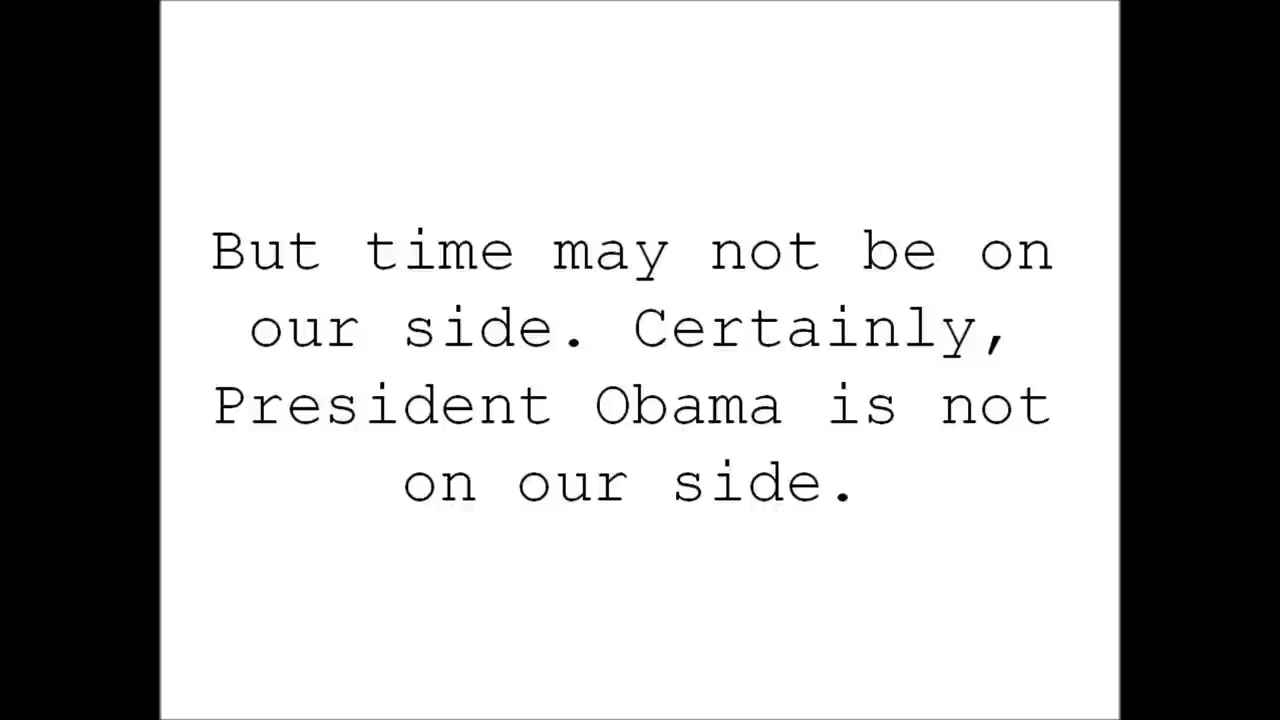 But time may not be on
our side. Certainly,
President Obama is not
on our side.